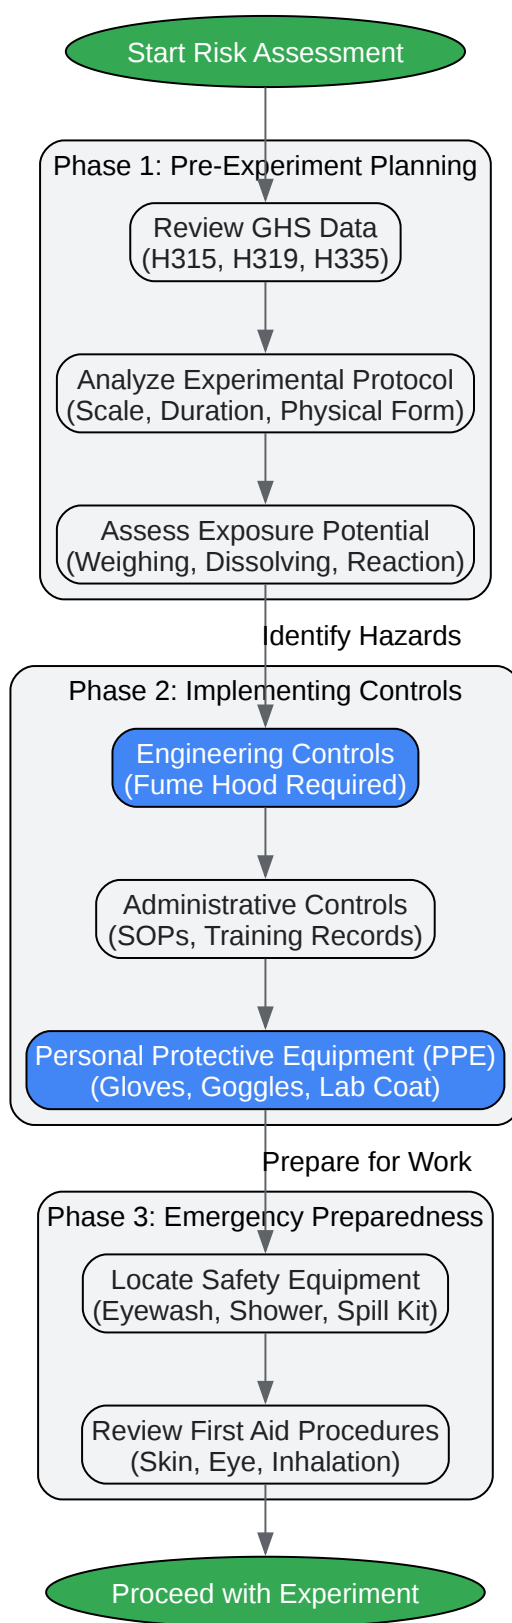 Start Risk Assessment
Phase 1: Pre-Experiment Planning
Review GHS Data
(H315, H319, H335)
Analyze Experimental Protocol
(Scale, Duration, Physical Form)
Assess Exposure Potential
(Weighing, Dissolving, Reaction)
Identify Hazards
Phase 2: Implementing Controls
Engineering Controls
(Fume Hood Required)
Administrative Controls
(SOPs, Training Records)
Personal Protective Equipment (PPE)
(Gloves, Goggles, Lab Coat)
Prepare for Work
Phase 3: Emergency Preparedness
Locate Safety Equipment
(Eyewash, Shower, Spill Kit)
Review First Aid Procedures
(Skin, Eye, Inhalation)
Proceed with Experiment